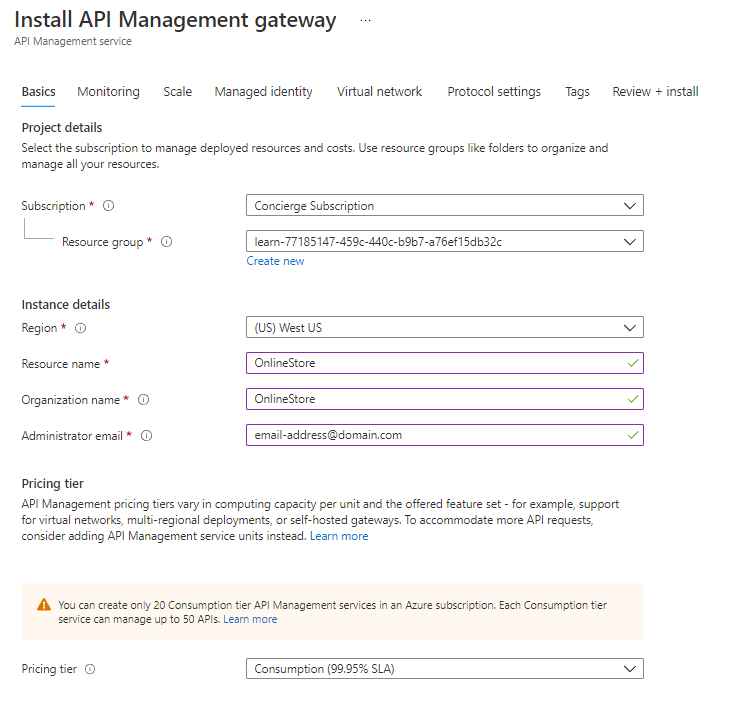 Install API Management gateway ...
API Management service
Basics Monitoring Scale Managed identity Virtual network Protocol settings Tags Review + install
Project details
Select the subscription to manage deployed resources and costs. Use resource groups like folders to organize and
manage all your resources.
Subscription * Concierge Subscription
Resource group * learn-77185147-459c-440c-b9b7-a76ef15db32c
Create new
Instance details
Region * (US) West US
Resource name * OnlineStore
Organization name * OnlineStore
Administrator email * email-address@domain.com
Pricing tier
API Management pricing tiers vary in computing capacity per unit and the offered feature set - for example, support
for virtual networks, multi-regional deployments, or self-hosted gateways. To accommodate more API requests,
consider adding API Management service units instead. Learn more
You can create only 20 Consumption tier API Management services in an Azure subscription. Each Consumption tier
service can manage up to 50 APIs. Learn more
Pricing tier Consumption (99.95% SLA)